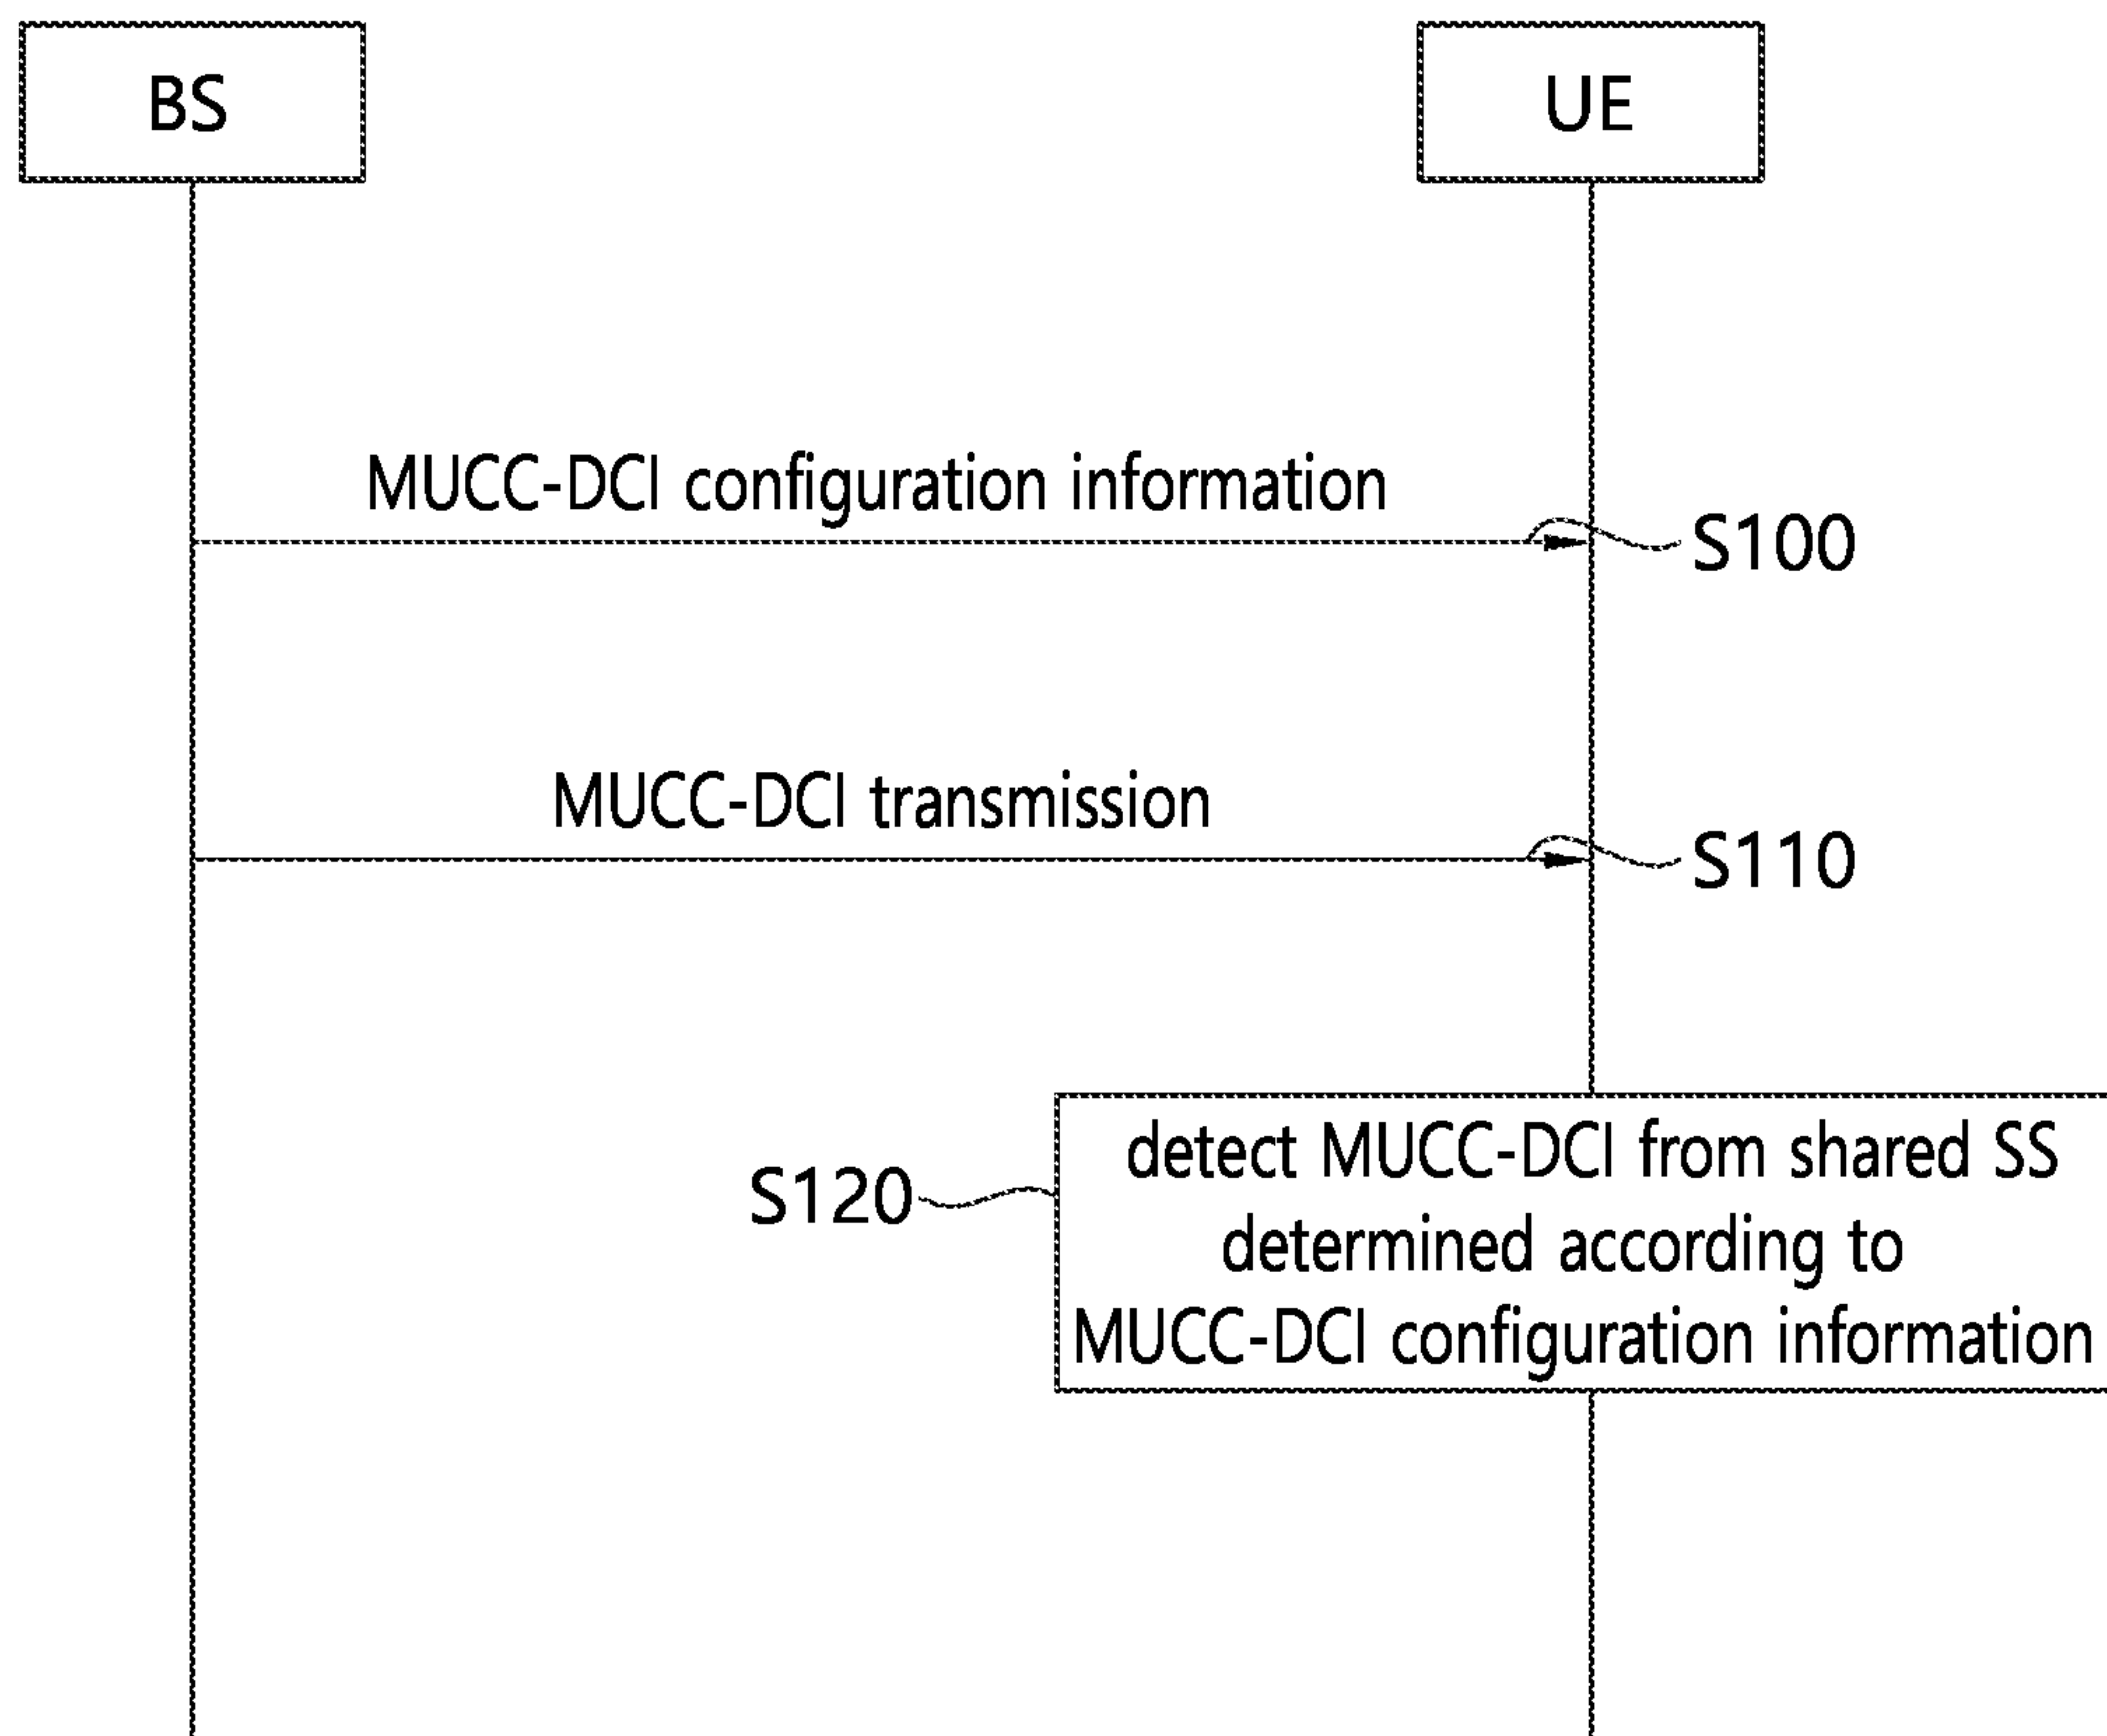 BS
UE
MUCC-DCI configuration information
S100
MUCC-DCI transmission
S110
S120
detect MUCC-DCI from shared SS
determined according to
MUCC-DCI configuration information